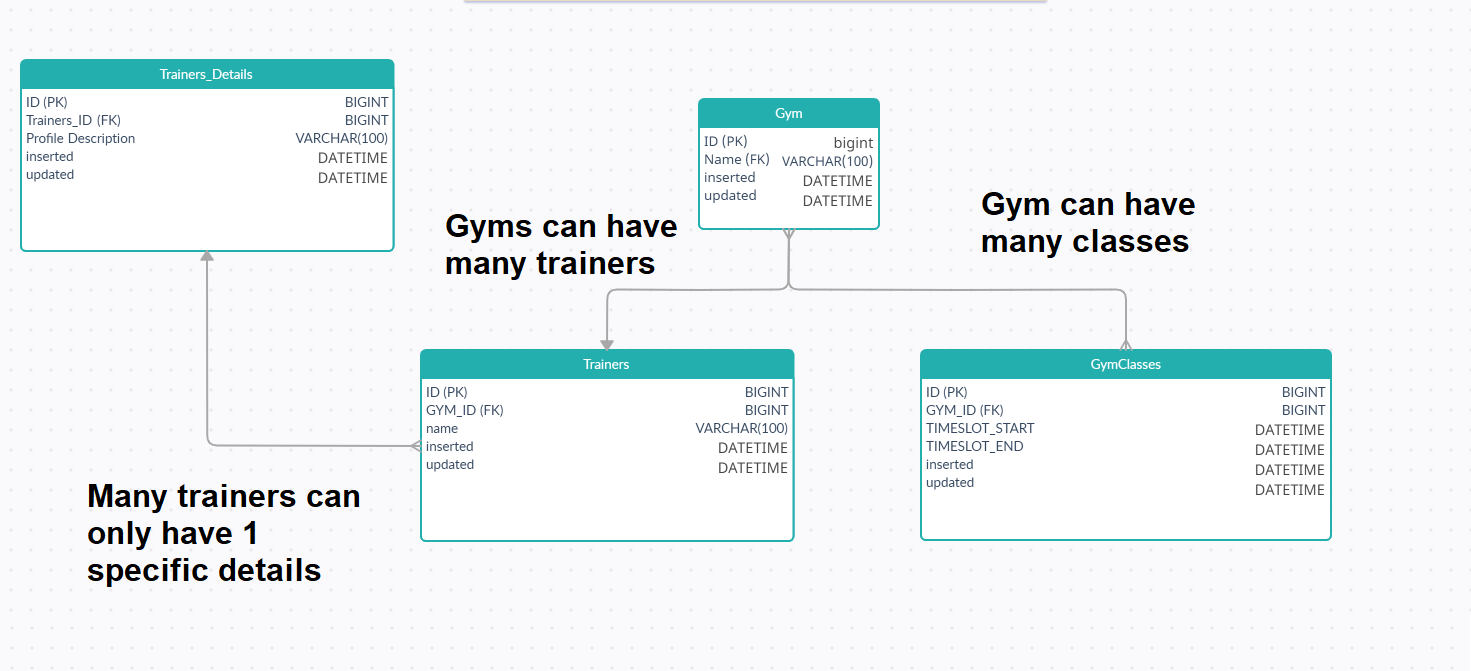 Trainers_Details
ID (PK) BIGINT
Trainers_ID (FK) BIGINT
Profile Description VARCHAR(100)
inserted DATETIME
updated DATETIME
Gym
ID (PK) bigint
Name (FK) VARCHAR(100)
inserted DATETIME
updated DATETIME
Gyms can have
many trainers
Gym can have
many classes
Trainers
ID (PK) BIGINT
GYM_ID (FK) BIGINT
name VARCHAR(100)
inserted DATETIME
updated DATETIME
GymClasses
ID (PK) BIGINT
GYM_ID (FK) BIGINT
TIMESLOT_START DATETIME
TIMESLOT_END DATETIME
inserted DATETIME
updated DATETIME
Many trainers can
only have 1
specific details